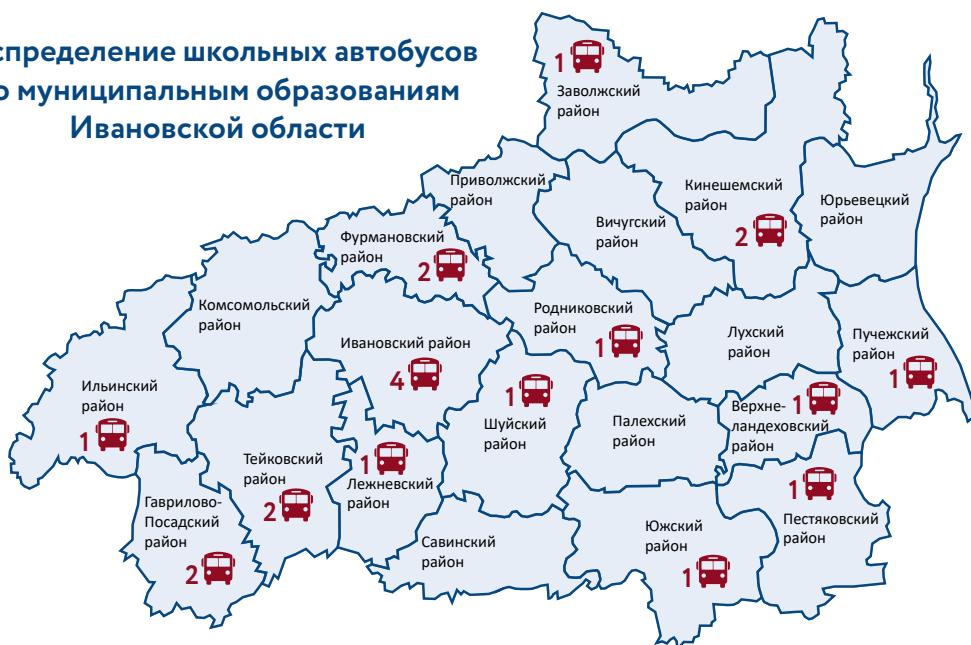 спределение школьных автобусов
о муниципальным образованиям
Ивановской области
1
Заволжский
район
Приволжский
район
Вичугский
район
Кинешемский
район
2
Юрьевецкий
район
Фурмановский
район
2
Комсомольский
район
Ивановский район
4
Родниковский
район
1
Лухский
район
Пучежский
район
1
Ильинский
район
1
Шуйский
район
1
Палехский
район
Верхне-
ландеховский
район
1
Тейковский
район
2
1
Лежневский
район
Гаврилово-
Посадский
район
2
Савинский
район
Южский
район
1
1
Пестяковский
район